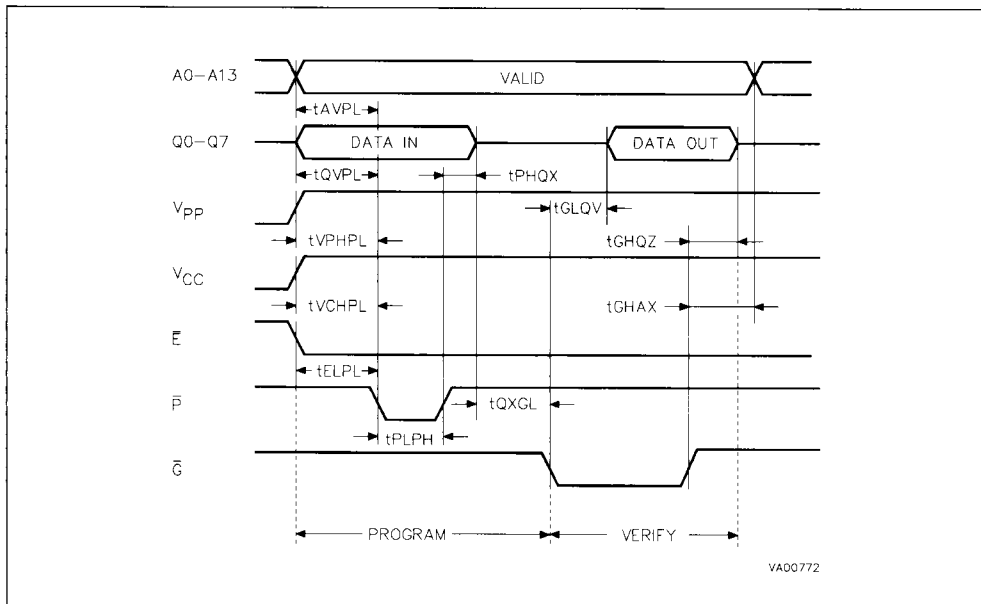 A0-A13
VALID
tAVPL
Q0-Q7
DATA IN
DATA OUT
tQVPL
tPHQX
VPP
tGLQV
tVPHPL
tGHQZ
VCC
tVCHPL
tGHAX
E̅
tELPL
P̅
tQXGL
tPLPH
G̅
PROGRAM
VERIFY
VA00772